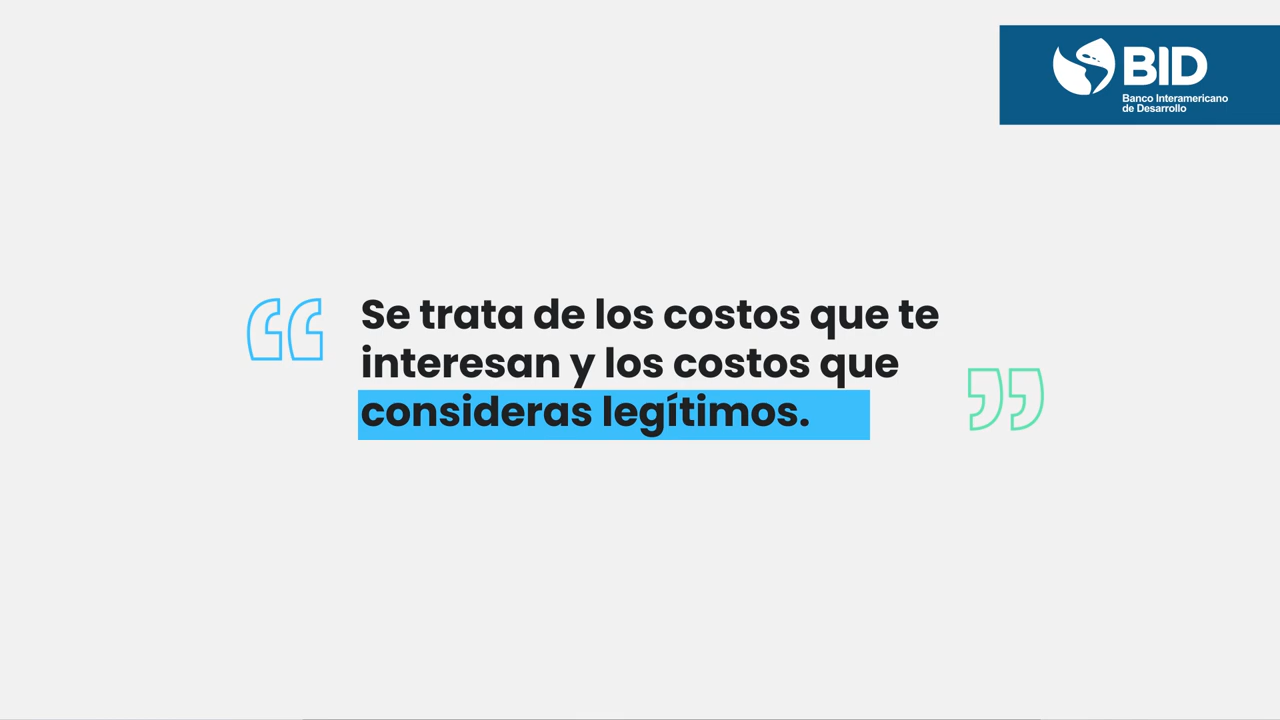 BID
Banco Interamericano
de Desarrollo
Se trata de los costos que te
interesan y los costos que
consideras legítimos.